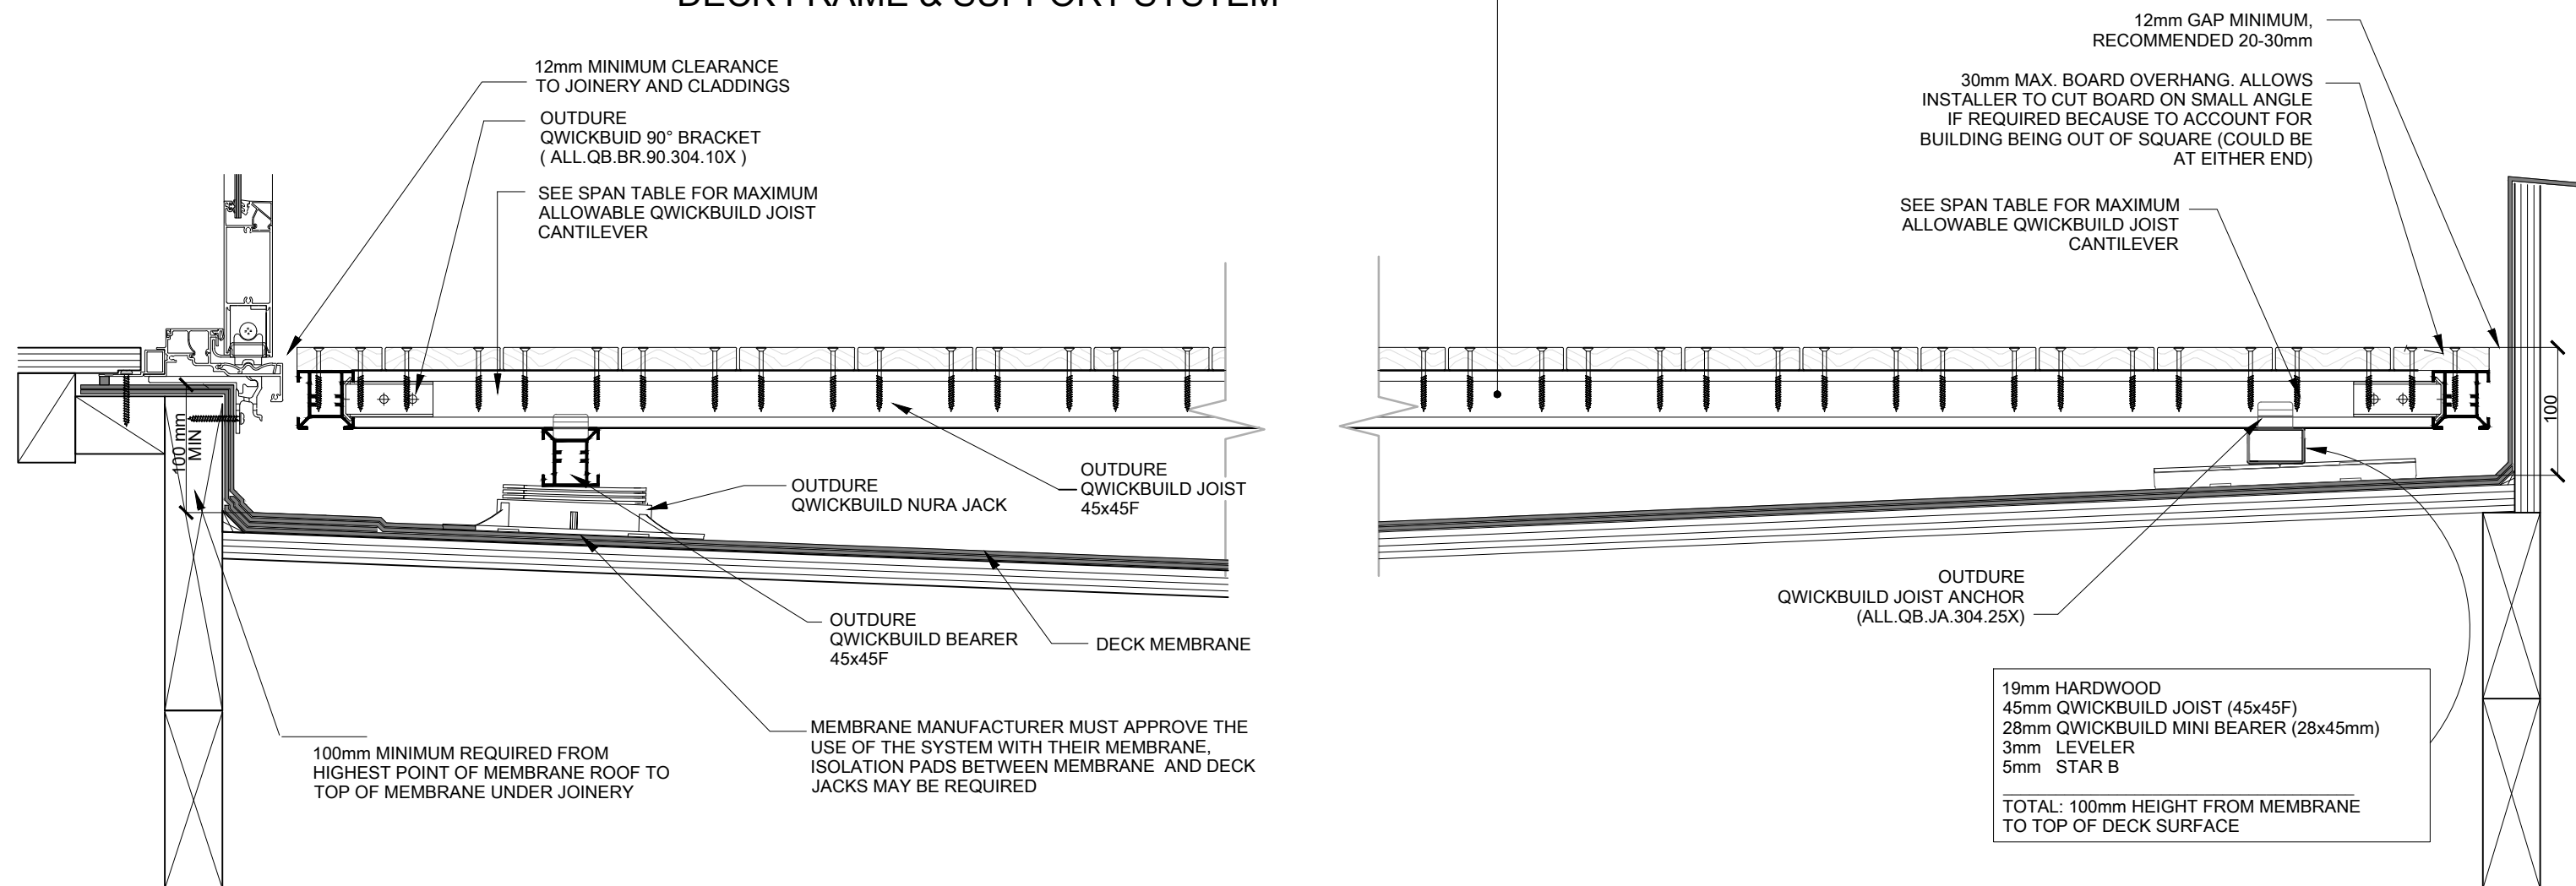 DECK FRAME & SUPPORT SYSTEM
12mm MINIMUM CLEARANCE
TO JOINERY AND CLADDINGS
OUTDURE
QWICKBUID 90° BRACKET
( ALL.QB.BR.90.304.10X )
SEE SPAN TABLE FOR MAXIMUM
ALLOWABLE QWICKBUILD JOIST
CANTILEVER
12mm GAP MINIMUM,
RECOMMENDED 20-30mm
30mm MAX. BOARD OVERHANG. ALLOWS
INSTALLER TO CUT BOARD ON SMALL ANGLE
IF REQUIRED BECAUSE TO ACCOUNT FOR
BUILDING BEING OUT OF SQUARE (COULD BE
AT EITHER END)
SEE SPAN TABLE FOR MAXIMUM
ALLOWABLE QWICKBUILD JOIST
CANTILEVER
100 mm
MIN
100
OUTDURE
QWICKBUILD NURA JACK
OUTDURE
QWICKBUILD JOIST
45x45F
OUTDURE
QWICKBUILD BEARER
45x45F
DECK MEMBRANE
OUTDURE
QWICKBUILD JOIST ANCHOR
(ALL.QB.JA.304.25X)
100mm MINIMUM REQUIRED FROM
HIGHEST POINT OF MEMBRANE ROOF TO
TOP OF MEMBRANE UNDER JOINERY
MEMBRANE MANUFACTURER MUST APPROVE THE
USE OF THE SYSTEM WITH THEIR MEMBRANE,
ISOLATION PADS BETWEEN MEMBRANE AND DECK
JACKS MAY BE REQUIRED
19mm HARDWOOD
45mm QWICKBUILD JOIST (45x45F)
28mm QWICKBUILD MINI BEARER (28x45mm)
3mm LEVELER
5mm STAR B
TOTAL: 100mm HEIGHT FROM MEMBRANE
TO TOP OF DECK SURFACE